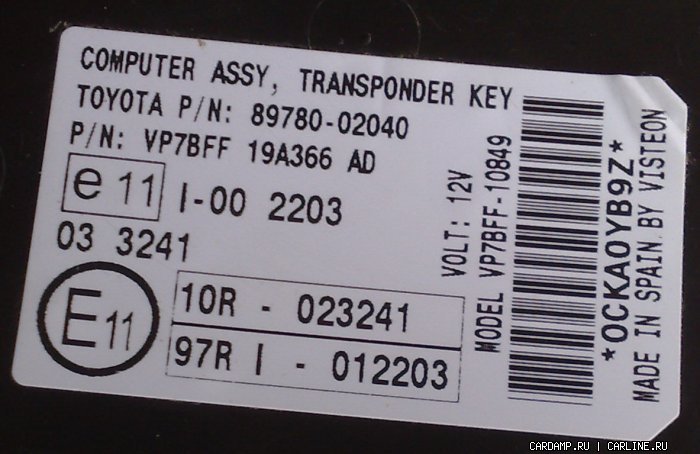 COMPUTER ASSY, TRANSPONDER KEY
TOYOTA P/N: 89780-02040
P/N: VP7BFF 19A366 AD
e 11 I-00 2203
03 3241
E11
10R - 023241
97R I - 012203
VOLT: 12V
MODEL VP7BFF-10849
*OCKAOYB9Z*
MADE IN SPAIN BY VISTEON
CARDAMP.RU | CARLINE.RU